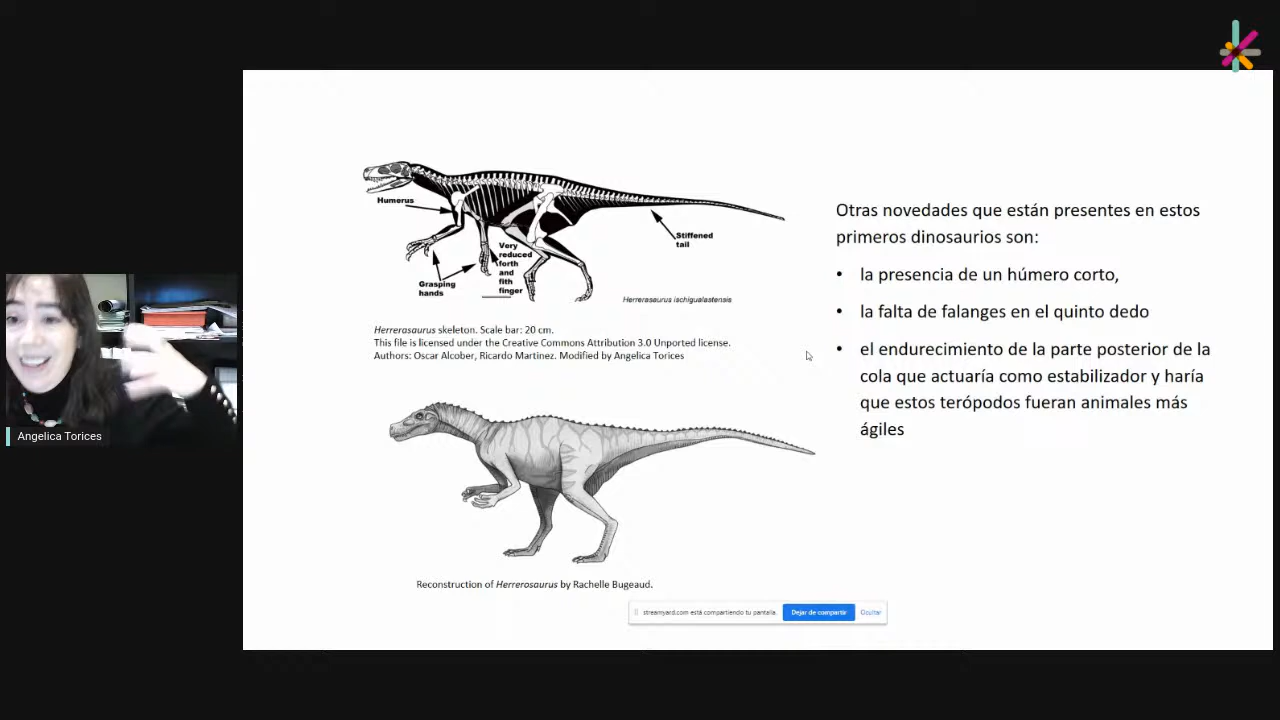 Humerus
Stiffened
tail
Very
reduced
forth
and
fith
finger
Grasping
hands
Herrerasaurus ischigualastensis
Herrerasaurus skeleton. Scale bar: 20 cm.
This file is licensed under the Creative Commons Attribution 3.0 Unported license.
Authors: Oscar Alcober, Ricardo Martinez. Modified by Angelica Torices
Reconstruction of Herrerosaurus by Rachelle Bugeaud.
Otras novedades que están presentes en estos
primeros dinosaurios son:
• la presencia de un húmero corto,
• la falta de falanges en el quinto dedo
• el endurecimiento de la parte posterior de la
cola que actuaría como estabilizador y haría
que estos terópodos fueran animales más
ágiles
Angelica Torices
streamyard.com está compartiendo tu pantalla. Dejar de compartir Ocultar